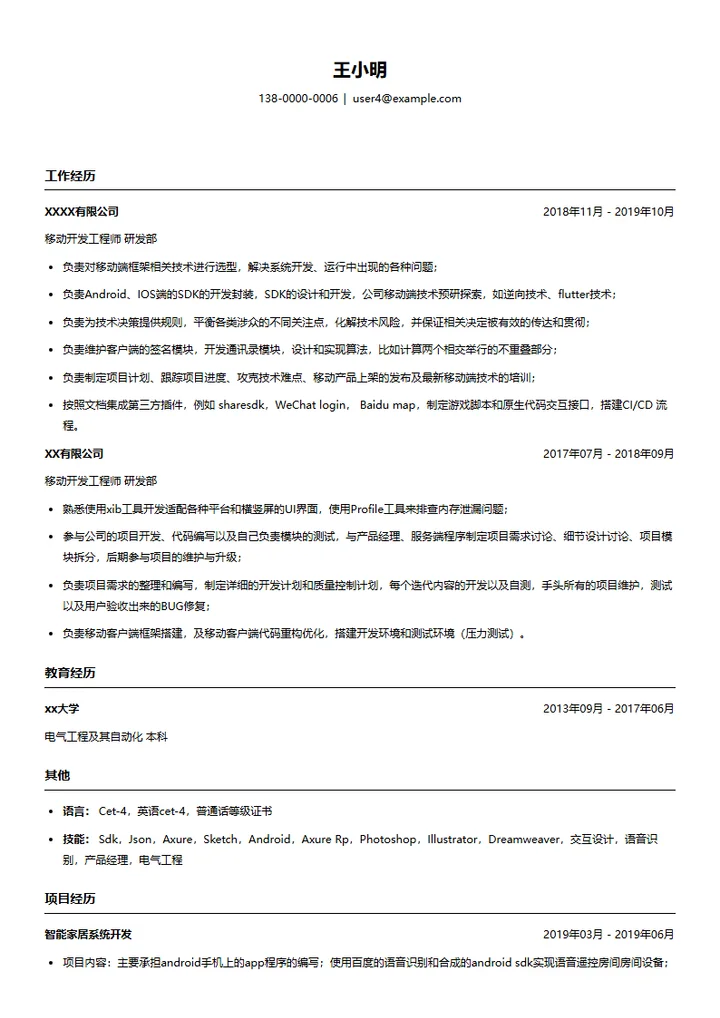 王小明
138-0000-0006 | user4@example.com
工作经历
XXXX有限公司 2018年11月 - 2019年10月
移动开发工程师 研发部
• 负责对移动端框架相关技术进行选型，解决系统开发、运行中出现的各种问题；
• 负责Android、IOS端的SDK的开发封装，SDK的设计和开发，公司移动端技术预研探索，如逆向技术、flutter技术；
• 负责为技术决策提供规则，平衡各类涉众的不同关注点，化解技术风险，并保证相关决定被有效的传达和贯彻；
• 负责维护客户端的签名模块，开发通讯录模块，设计和实现算法，比如计算两个相交举行的不重叠部分；
• 负责制定项目计划、跟踪项目进度、攻克技术难点、移动产品上架的发布及最新移动端技术的培训；
• 按照文档集成第三方插件，例如 sharesdk，WeChat login， Baidu map，制定游戏脚本和原生代码交互接口，搭建CI/CD 流
程。
XX有限公司 2017年07月 - 2018年09月
移动开发工程师 研发部
• 熟悉使用xib工具开发适配各种平台和横竖屏的UI界面，使用Profile工具来排查内存泄漏问题；
• 参与公司的项目开发、代码编写以及自己负责模块的测试，与产品经理、服务端程序制定项目需求讨论、细节设计讨论、项目模
块拆分，后期参与项目的维护与升级；
• 负责项目需求的整理和编写，制定详细的开发计划和质量控制计划，每个迭代内容的开发以及自测，手头所有的项目维护，测试
以及用户验收出来的BUG修复；
• 负责移动客户端框架搭建，及移动客户端代码重构优化，搭建开发环境和测试环境（压力测试）。
教育经历
xx大学 2013年09月 - 2017年06月
电气工程及其自动化 本科
其他
• 语言： Cet-4，英语cet-4，普通话等级证书
• 技能： Sdk，Json，Axure，Sketch，Android，Axure Rp，Photoshop，Illustrator，Dreamweaver，交互设计，语音识
别，产品经理，电气工程
项目经历
智能家居系统开发 2019年03月 - 2019年06月
• 项目内容：主要承担android手机上的app程序的编写；使用百度的语音识别和合成的android sdk实现语音遥控房间房间设备；